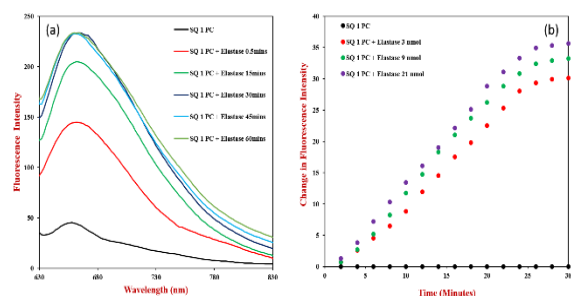 (a)
Fluorescence Intensity
250
200
150
100
50
0
630
680
730
780
830
Wavelength (nm)
SQ 1 PC
SQ 1 PC + Elastase 0.5mins
SQ 1 PC + Elastase 15mins
SQ 1 PC + Elastase 30mins
SQ 1 PC + Elastase 45mins
SQ 1 PC + Elastase 60mins
(b)
Change in Fluorescence Intensity
40
35
30
25
20
15
10
5
0
0
5
10
15
20
25
30
Time (Minutes)
SQ 1 PC
SQ 1 PC + Elastase 3 nmol
SQ 1 PC + Elastase 9 nmol
SQ 1 PC + Elastase 21 nmol